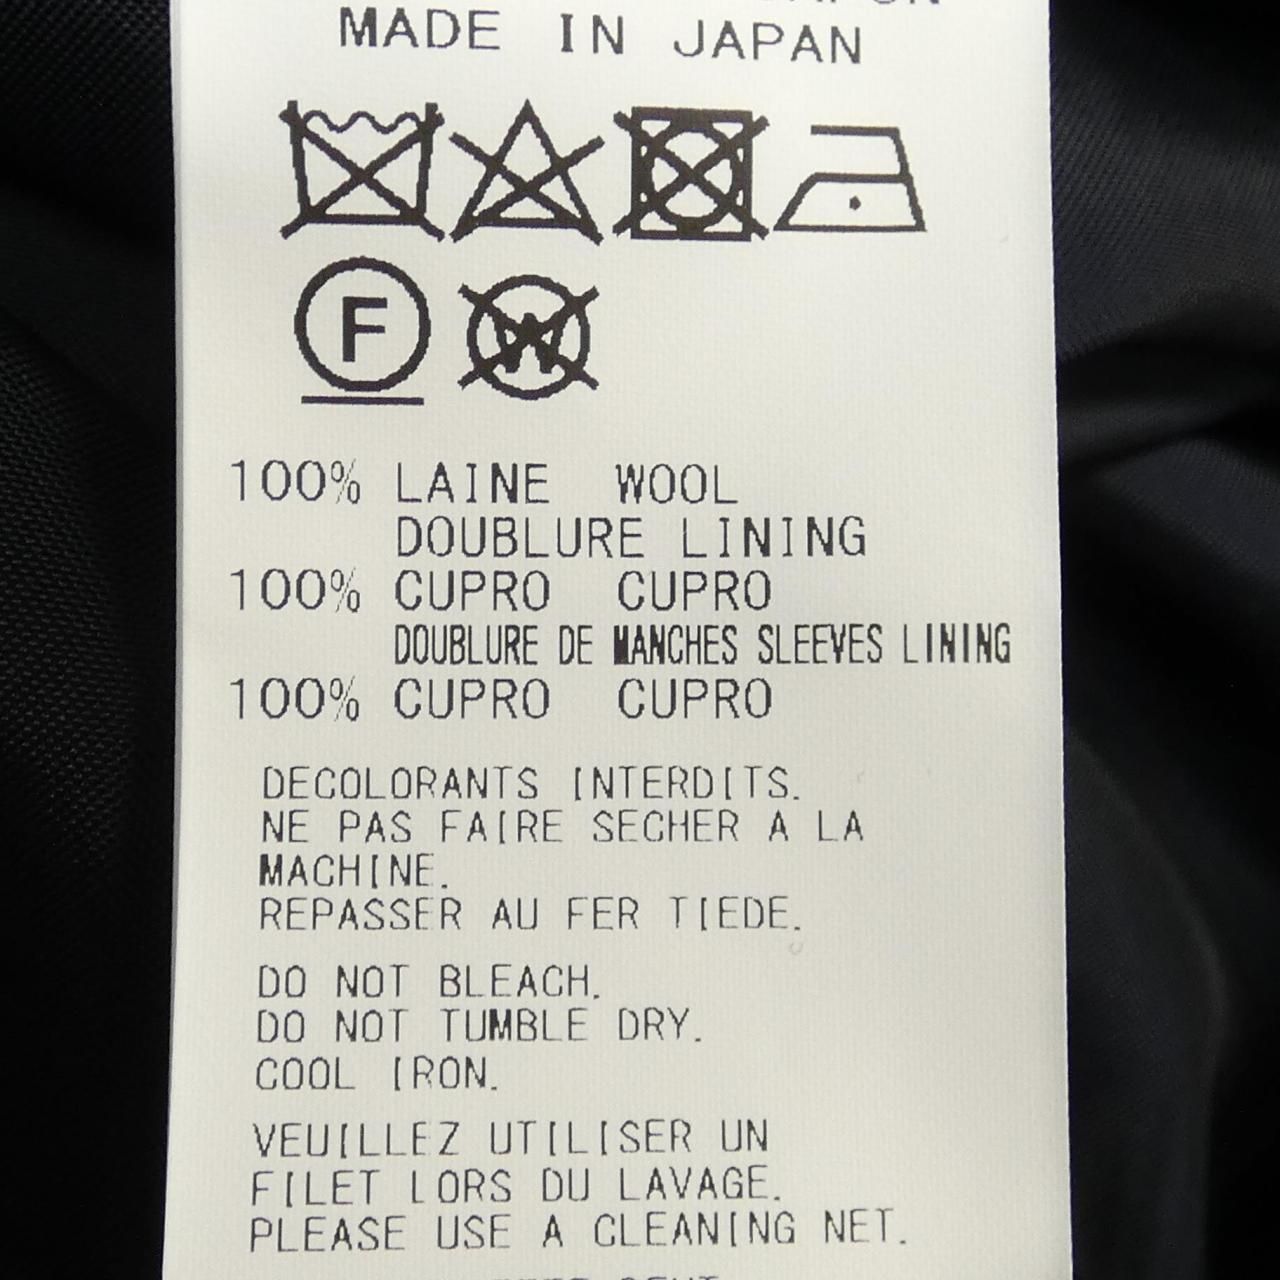 MADE IN JAPAN
F W
100% LAINE WOOL
DOUBLURE LINING
100% CUPRO CUPRO
DOUBLURE DE MANCHES SLEEVES LINING
100% CUPRO CUPRO
DECOLORANTS INTERDITS.
NE PAS FAIRE SECHER A LA
MACHINE.
REPASSER AU FER TIEDE.
DO NOT BLEACH.
DO NOT TUMBLE DRY.
COOL IRON.
VEUILLEZ UTILISER UN
FILET LORS DU LAVAGE.
PLEASE USE A CLEANING NET.